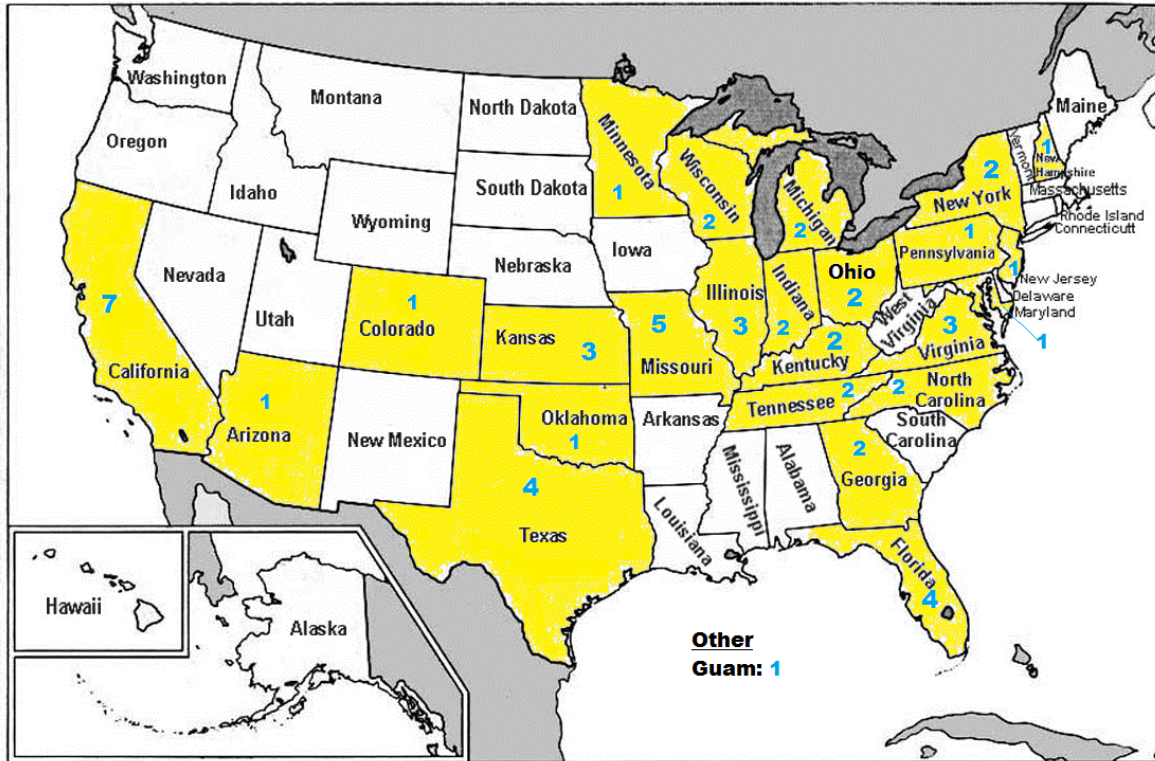 Washington
Montana
North Dakota
Minnesota
1
Maine
Oregon
Idaho
South Dakota
Wisconsin
2
Michigan
2
Vermont
1
New
Hampshire
2
New York
Massachusetts
Rhode Island
Connecticutt
Wyoming
Iowa
1
Pennsylvania
Nebraska
Nevada
Utah
1
Colorado
7
California
Kansas
3
5
Missouri
Illinois
3
Indiana
2
Ohio
2
1
New Jersey
Delaware
Maryland
1
West
Virginia
3
Virginia
2
Kentucky
1
Arizona
New Mexico
Oklahoma
1
Arkansas
2
Tennessee
2
North
Carolina
South
Carolina
4
Texas
Louisiana
Mississippi
Alabama
2
Georgia
Florida
4
Hawaii
Alaska
Other
Guam: 1